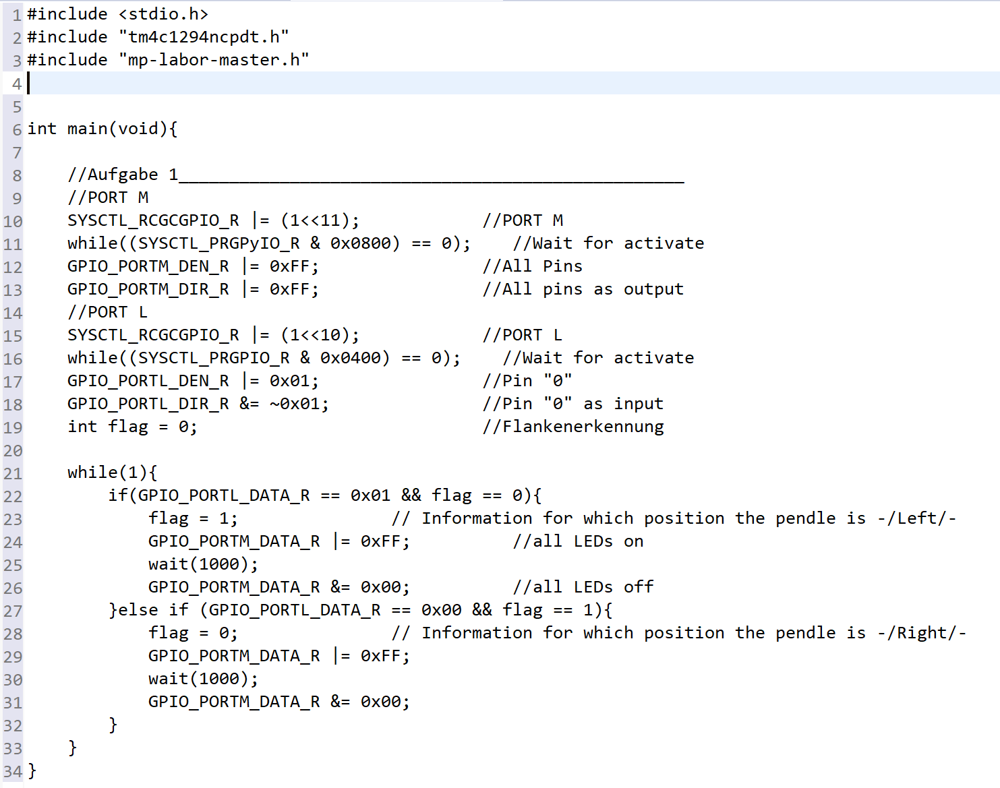 1 #include <stdio.h>
2 #include "tm4c1294ncpdt.h"
3 #include "mp-labor-master.h"
4
5
6 int main(void){
7
8     //Aufgabe 1__________________________________________________
9     //PORT M
10     SYSCTL_RCGCGPIO_R |= (1<<11);            //PORT M
11     while((SYSCTL_PRGPyIO_R & 0x0800) == 0);    //Wait for activate
12     GPIO_PORTM_DEN_R |= 0xFF;                //All Pins
13     GPIO_PORTM_DIR_R |= 0xFF;                //All pins as output
14     //PORT L
15     SYSCTL_RCGCGPIO_R |= (1<<10);            //PORT L
16     while((SYSCTL_PRGPIO_R & 0x0400) == 0);    //Wait for activate
17     GPIO_PORTL_DEN_R |= 0x01;                //Pin "0"
18     GPIO_PORTL_DIR_R &= ~0x01;               //Pin "0" as input
19     int flag = 0;                            //Flankenerkennung
20
21     while(1){
22         if(GPIO_PORTL_DATA_R == 0x01 && flag == 0){
23             flag = 1;               // Information for which position the pendle is -/Left/-
24             GPIO_PORTM_DATA_R |= 0xFF;          //all LEDs on
25             wait(1000);
26             GPIO_PORTM_DATA_R &= 0x00;          //all LEDs off
27         }else if (GPIO_PORTL_DATA_R == 0x00 && flag == 1){
28             flag = 0;               // Information for which position the pendle is -/Right/-
29             GPIO_PORTM_DATA_R |= 0xFF;
30             wait(1000);
31             GPIO_PORTM_DATA_R &= 0x00;
32         }
33     }
34 }